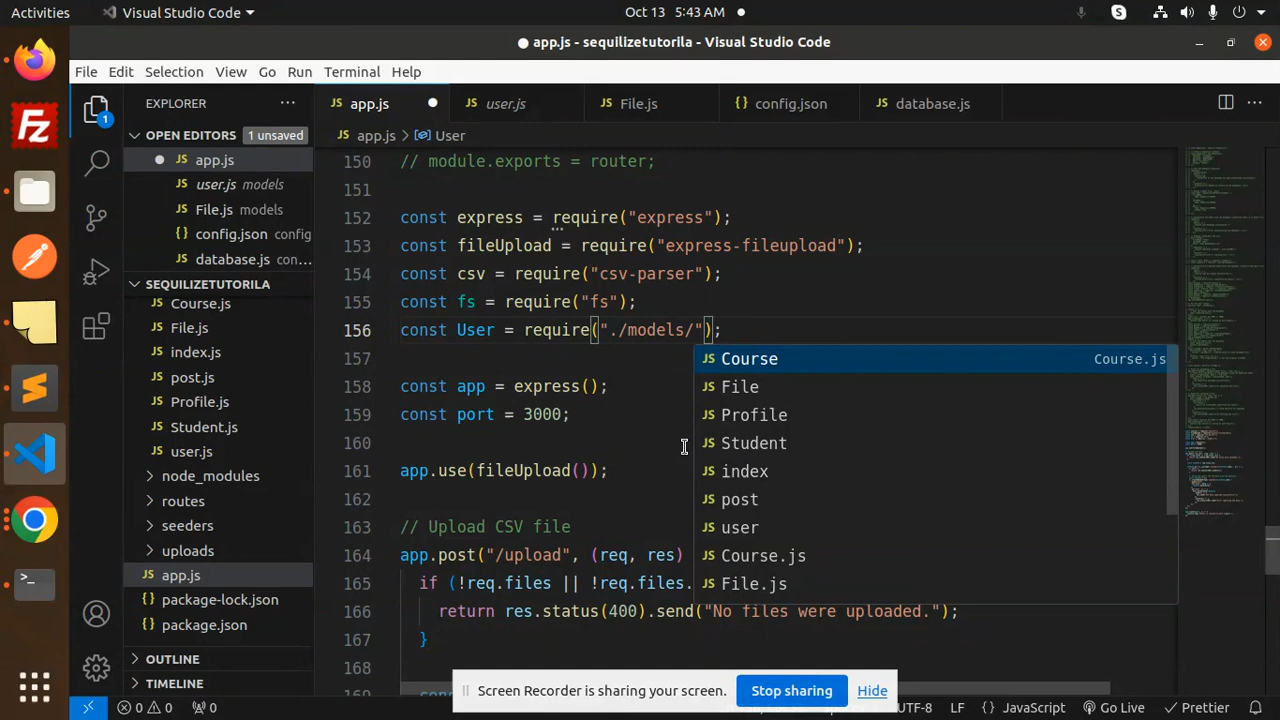 Activities
Visual Studio Code
Oct 13 5:43 AM
app.js - sequilizetutorila - Visual Studio Code
File Edit Selection View Go Run Terminal Help
EXPLORER
app.js
user.js
File.js
config.json
database.js
OPEN EDITORS
1 unsaved
app.js > User
app.js
user.js models
File.js models
config.json config
database.js con...
SEQUILIZETUTORILA
Course.js
File.js
index.js
post.js
Profile.js
Student.js
user.js
node_modules
routes
seeders
uploads
app.js
package-lock.json
package.json
OUTLINE
TIMELINE
150 // module.exports = router;
151
152 const express = require("express");
153 const fileUpload = require("express-fileupload");
154 const csv = require("csv-parser");
155 const fs = require("fs");
156 const User = require("./models/");
157
158 const app = express();
159 const port = 3000;
160
161 app.use(fileUpload());
162
163 // Upload CSV file
164 app.post("/upload", (req, res)
165 if (!req.files || !req.files.
166 return res.status(400).send("No files were uploaded.");
167 }
168
Course Course.js
File
Profile
Student
index
post
user
Course.js
File.js
Screen Recorder is sharing your screen.
Stop sharing
Hide
0 0 0
UTF-8 LF JavaScript Go Live Prettier